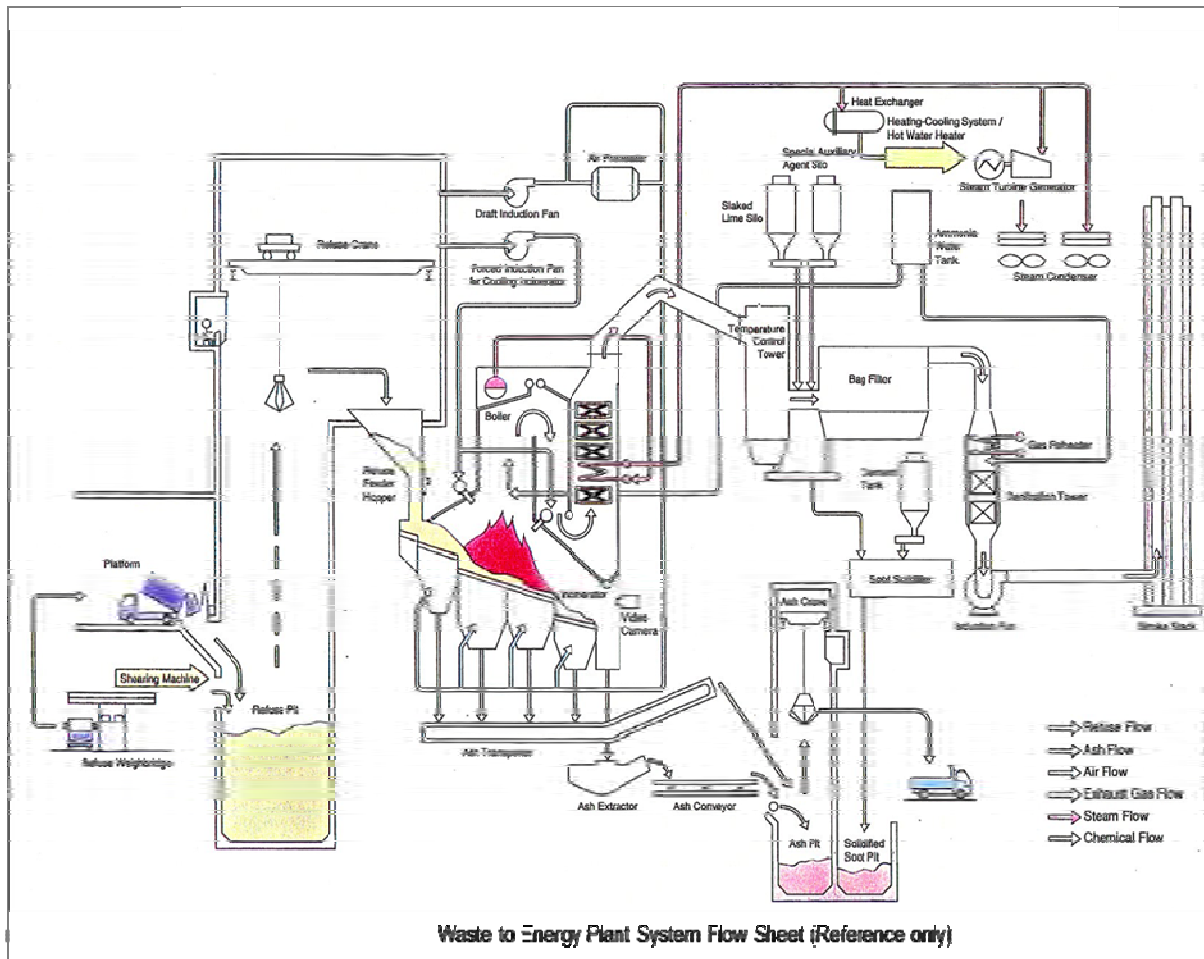 Heat Exchanger
Heating-Cooling System /
Hot Water Heater
Special Auxiliary
Agent Silo
Steam Turbine Generator
Air Preheater
Draft Induction Fan
Slaked
Lime Silo
Ammonia
Water
Tank
Refuse Crane
Forced Induction Fan
for Cooling Incinerator
Steam Condenser
Temperature
Control
Tower
Bag Filter
Boiler
Gas Reheater
Refuse
Feeder
Hopper
Tank
Tower
Platform
Soot Solidifier
Incinerator
Ash Crane
Video
Camera
Induction Fan
Smoke Stack
Shearing Machine
Refuse Pit
Refuse Weighbridge
Ash Transporter
Ash Extractor
Ash Conveyor
Ash Pit
Solidified
Soot Pit
Refuse Flow
Ash Flow
Air Flow
Exhaust Gas Flow
Steam Flow
Chemical Flow
Waste to Energy Plant System Flow Sheet (Reference only)